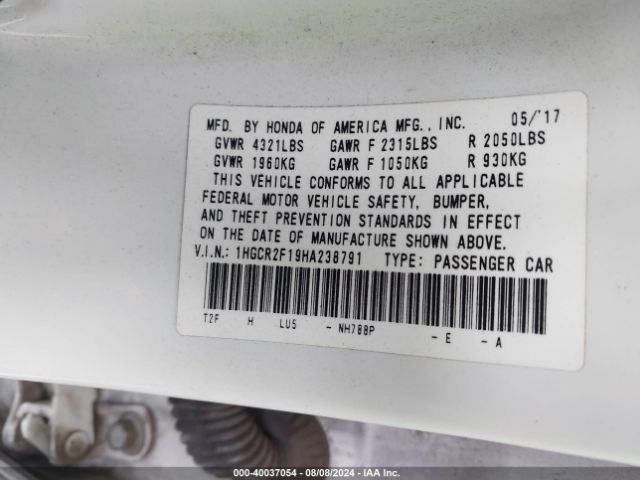 MFD. BY HONDA OF AMERICA MFG., INC. 05/'17
GVWR 4321LBS GAWR F 2315LBS R 2050LBS
GVWR 1960KG GAWR F 1050KG R 930KG
THIS VEHICLE CONFORMS TO ALL APPLICABLE
FEDERAL MOTOR VEHICLE SAFETY, BUMPER,
AND THEFT PREVENTION STANDARDS IN EFFECT
ON THE DATE OF MANUFACTURE SHOWN ABOVE.
V.I.N.: 1HGCR2F19HA238791 TYPE: PASSENGER CAR
T2F H LU5 - NH788P - E - A
000-40037054 - 08/08/2024 - IAA Inc.